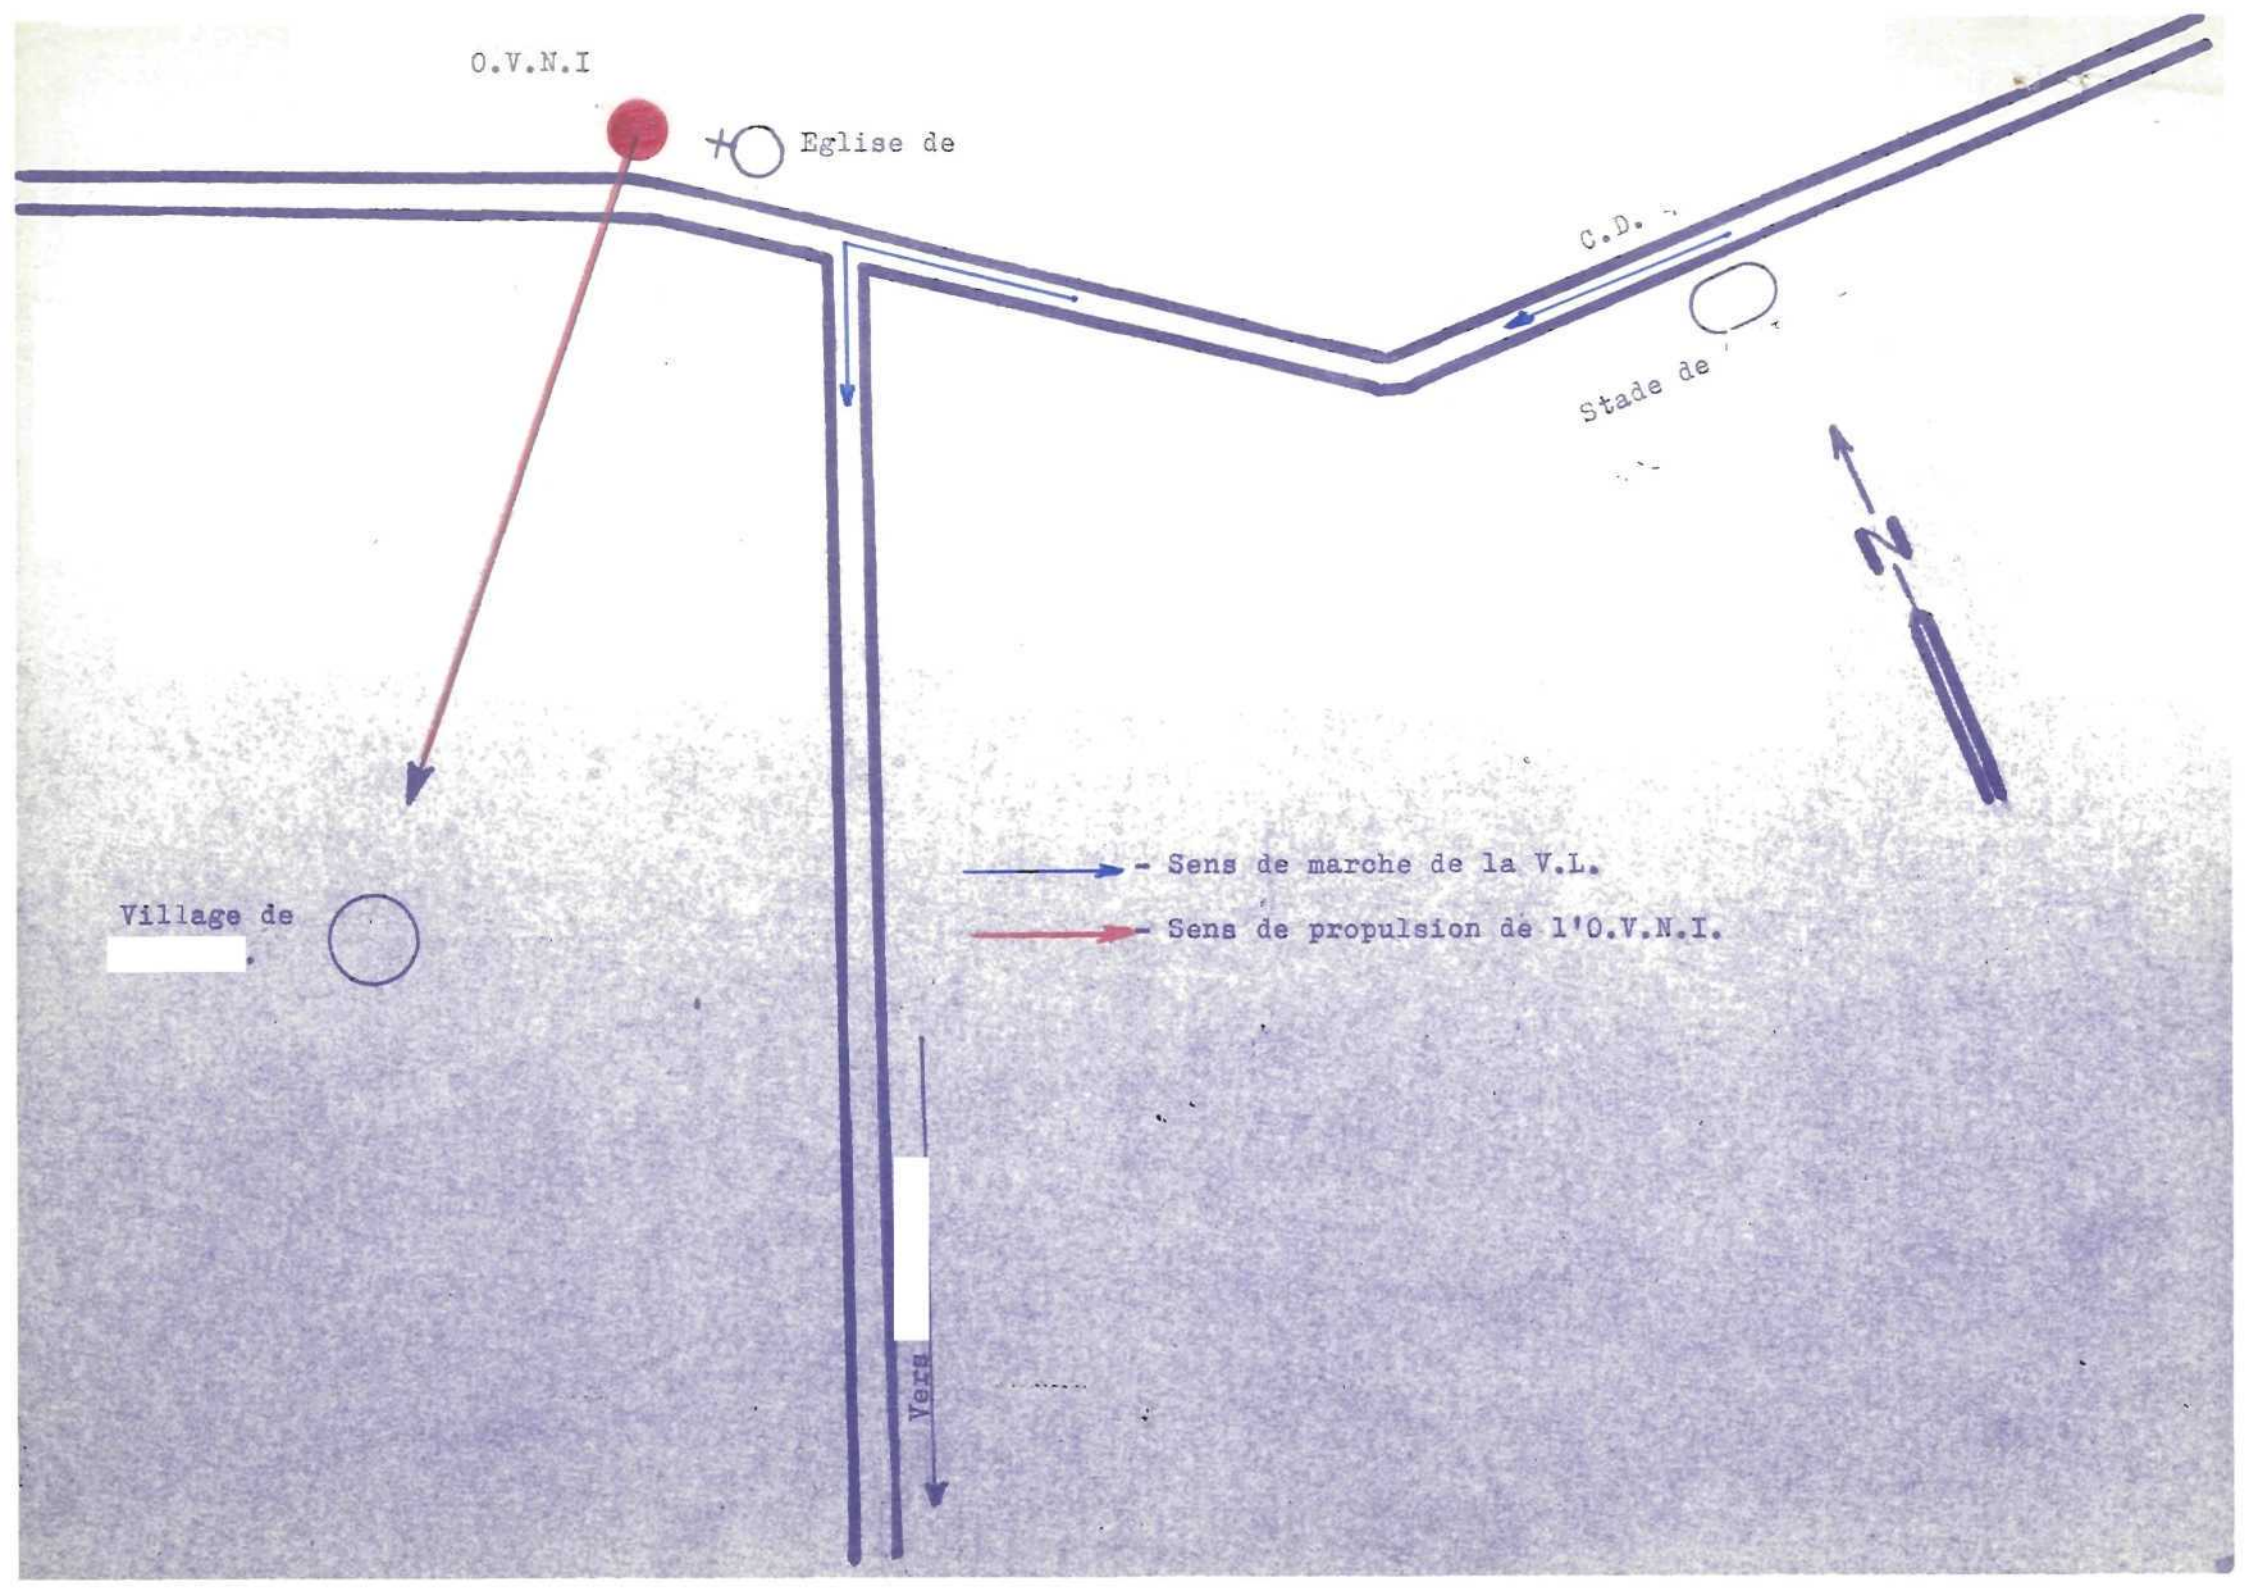 O.V.N.I
Eglise de
C.D.
Stade de
N
- Sens de marche de la V.L.
- Sens de propulsion de l'O.V.N.I.
Village de
.
Vers